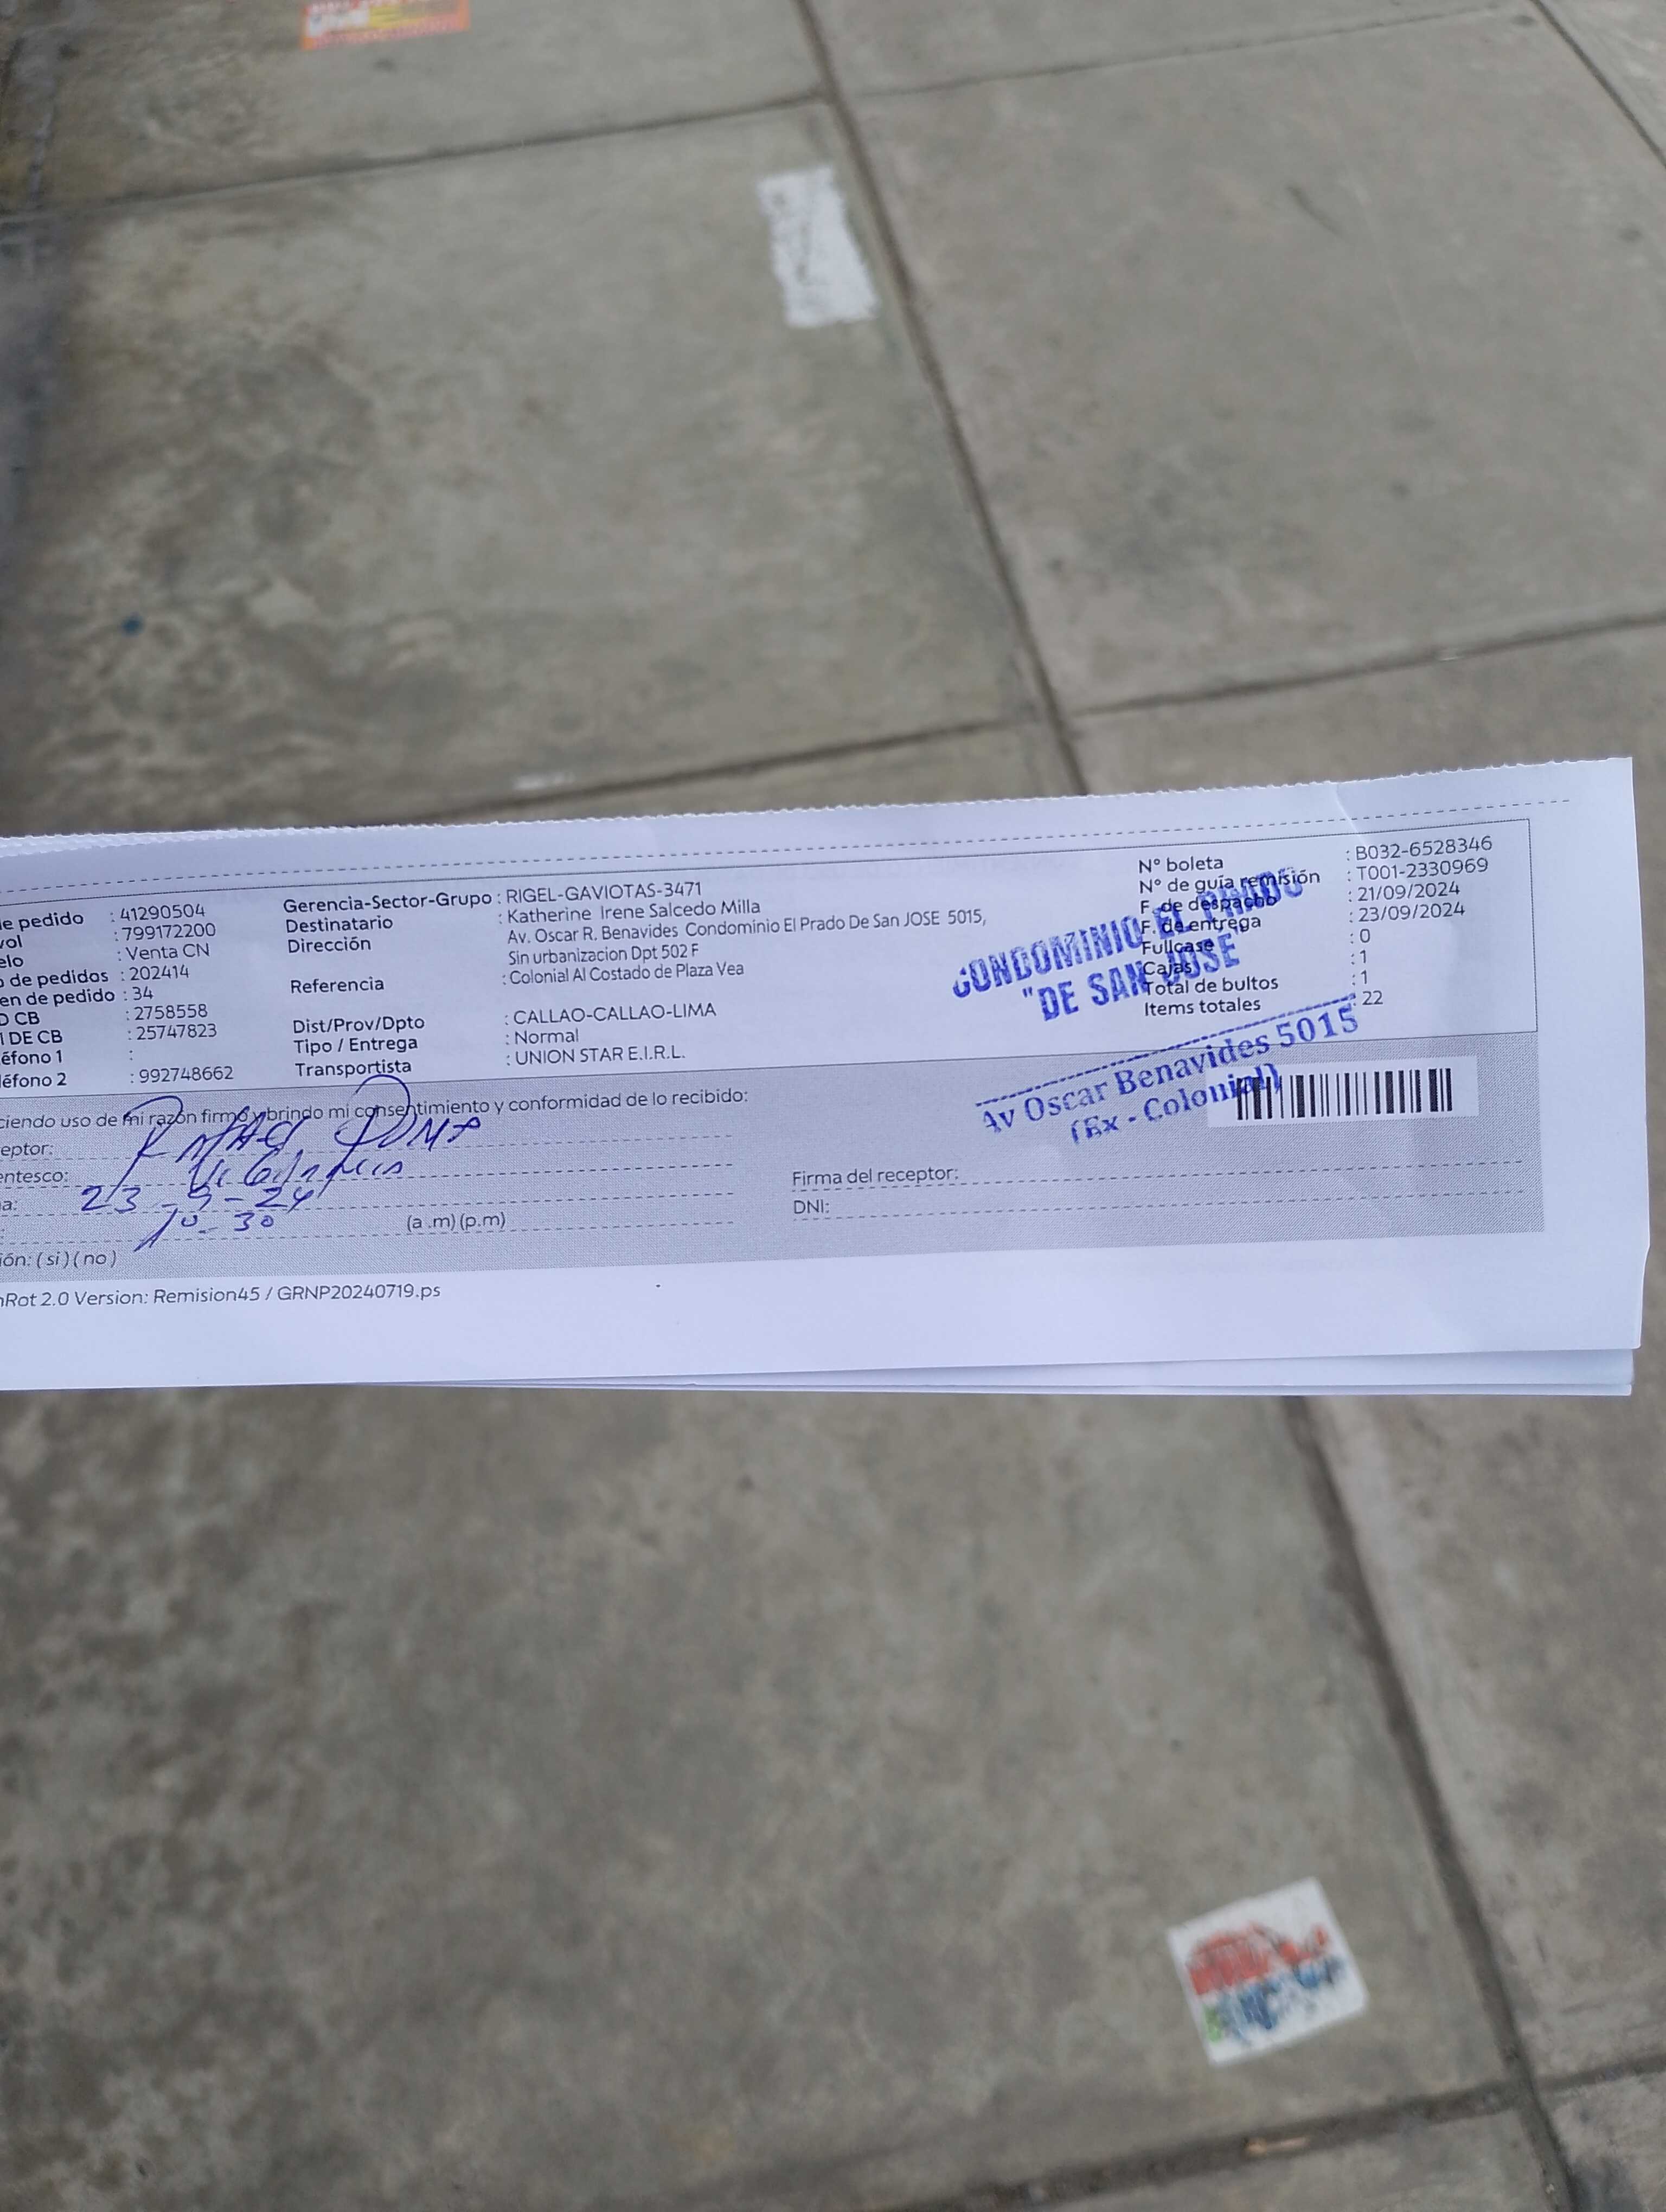 e pedido : 41290504
vol : 799172200
elo : Venta CN
o de pedidos : 202414
en de pedido : 34
D CB : 2758558
I DE CB : 25747823
éfono 1 :
éfono 2 : 992748662
Gerencia-Sector-Grupo : RIGEL-GAVIOTAS-3471
Destinatario : Katherine Irene Salcedo Milla
Dirección Av. Oscar R. Benavides Condominio El Prado De San JOSE 5015,
Sin urbanizacion Dpt 502 F
Referencia : Colonial Al Costado de Plaza Vea
Dist/Prov/Dpto : CALLAO-CALLAO-LIMA
Tipo / Entrega : Normal
Transportista : UNION STAR E.I.R.L.
N° boleta : B032-6528346
N° de guía remisión : T001-2330969
F. de despacho : 21/09/2024
F. de entrega : 23/09/2024
Fullcase : 0
Cajas : 1
Total de bultos : 1
Items totales : 22
CONDOMINIO EL PRADO
"DE SAN JOSE
Av Oscar Benavides 5015
(Ex - Colonial)
ciendo uso de mi razón firmo y brindo mi consentimiento y conformidad de lo recibido:
eptor:
entesco:
a: 23-9-24
: 10-30 (a .m) (p.m)
ión: ( si ) ( no )
Firma del receptor:
DNI:
nRot 2.0 Version: Remision45 / GRNP20240719.ps